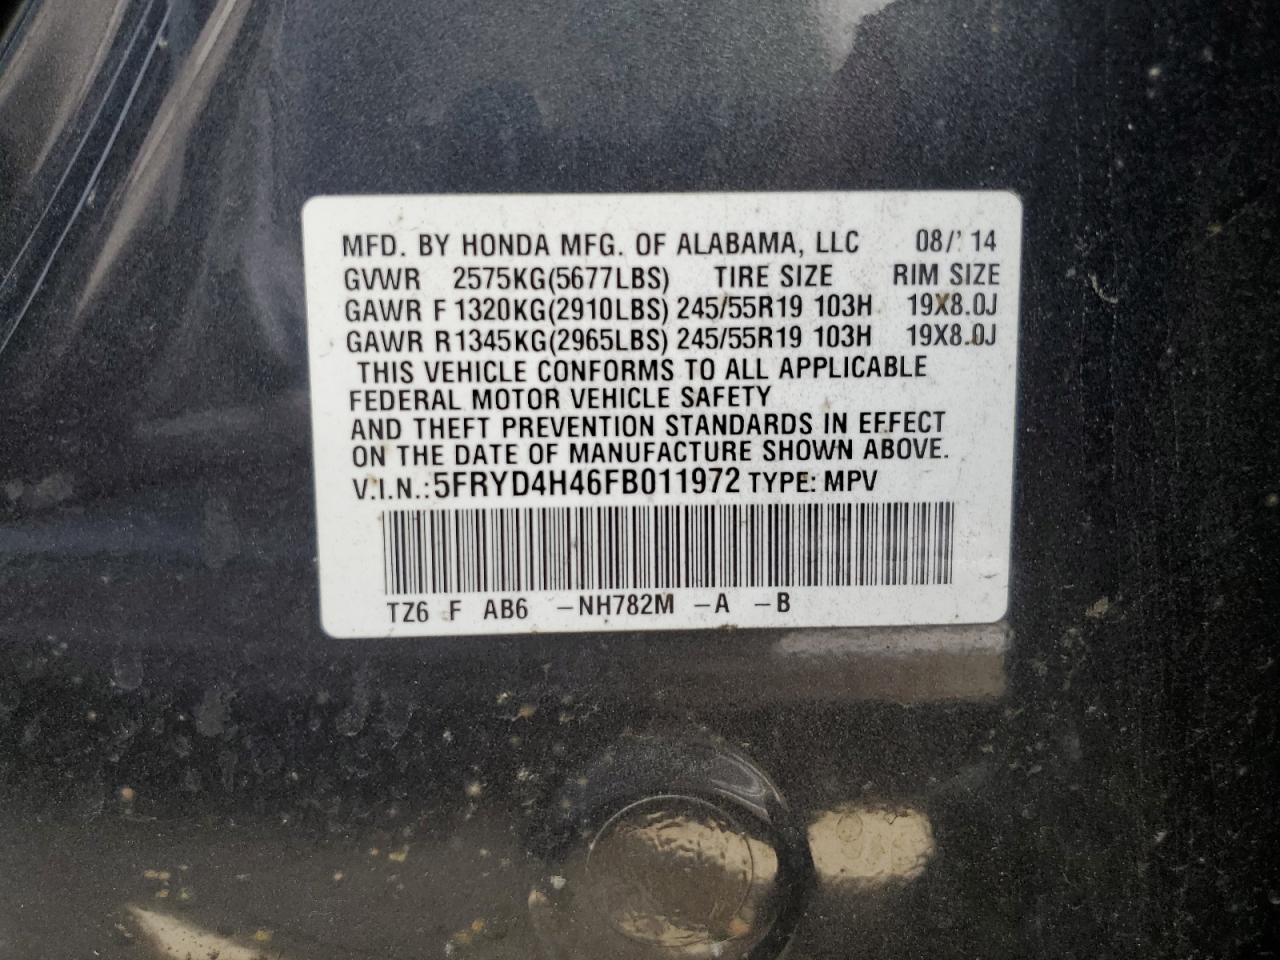 MFD. BY HONDA MFG. OF ALABAMA, LLC 08/'14
GVWR 2575KG(5677LBS) TIRE SIZE RIM SIZE
GAWR F 1320KG(2910LBS) 245/55R19 103H 19X8.0J
GAWR R1345KG(2965LBS) 245/55R19 103H 19X8.0J
THIS VEHICLE CONFORMS TO ALL APPLICABLE
FEDERAL MOTOR VEHICLE SAFETY
AND THEFT PREVENTION STANDARDS IN EFFECT
ON THE DATE OF MANUFACTURE SHOWN ABOVE.
V.I.N.:5FRYD4H46FB011972 TYPE: MPV
TZ6 F AB6 -NH782M -A -B